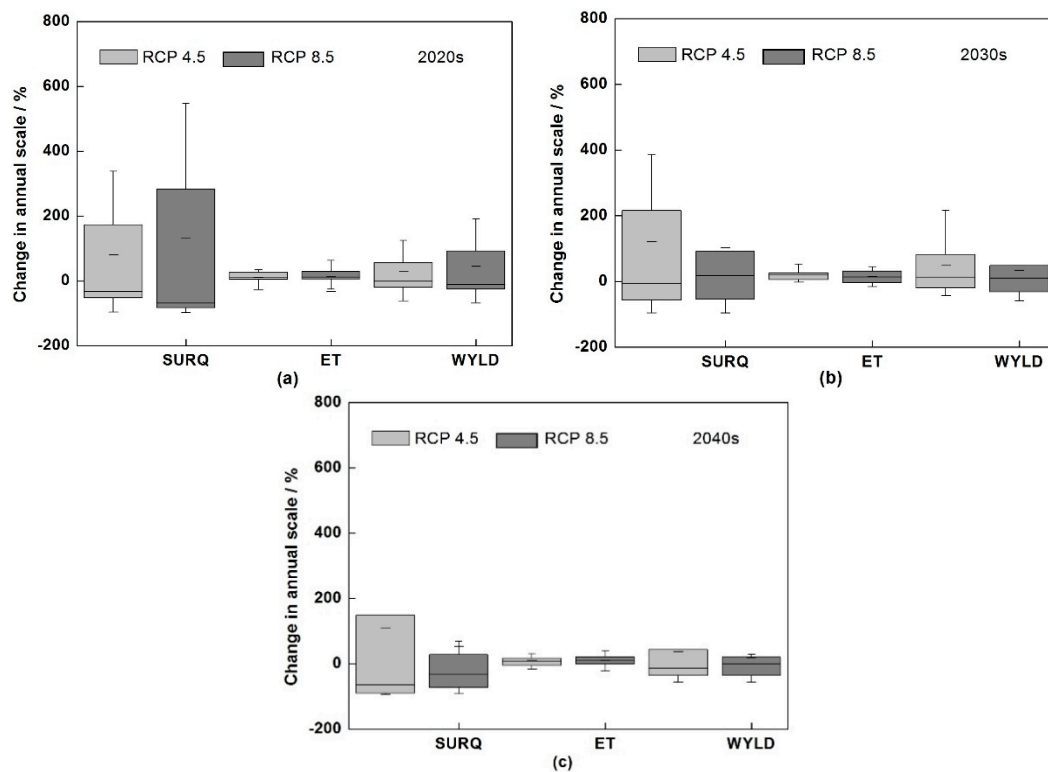 800
600
400
200
0
-200
Change in annual scale / %
RCP 4.5
RCP 8.5
2020s
SURQ
ET
WYLD
(a)
800
600
400
200
0
-200
Change in annual scale / %
RCP 4.5
RCP 8.5
2030s
SURQ
ET
WYLD
(b)
800
600
400
200
0
-200
Change in annual scale / %
RCP 4.5
RCP 8.5
2040s
SURQ
ET
WYLD
(c)